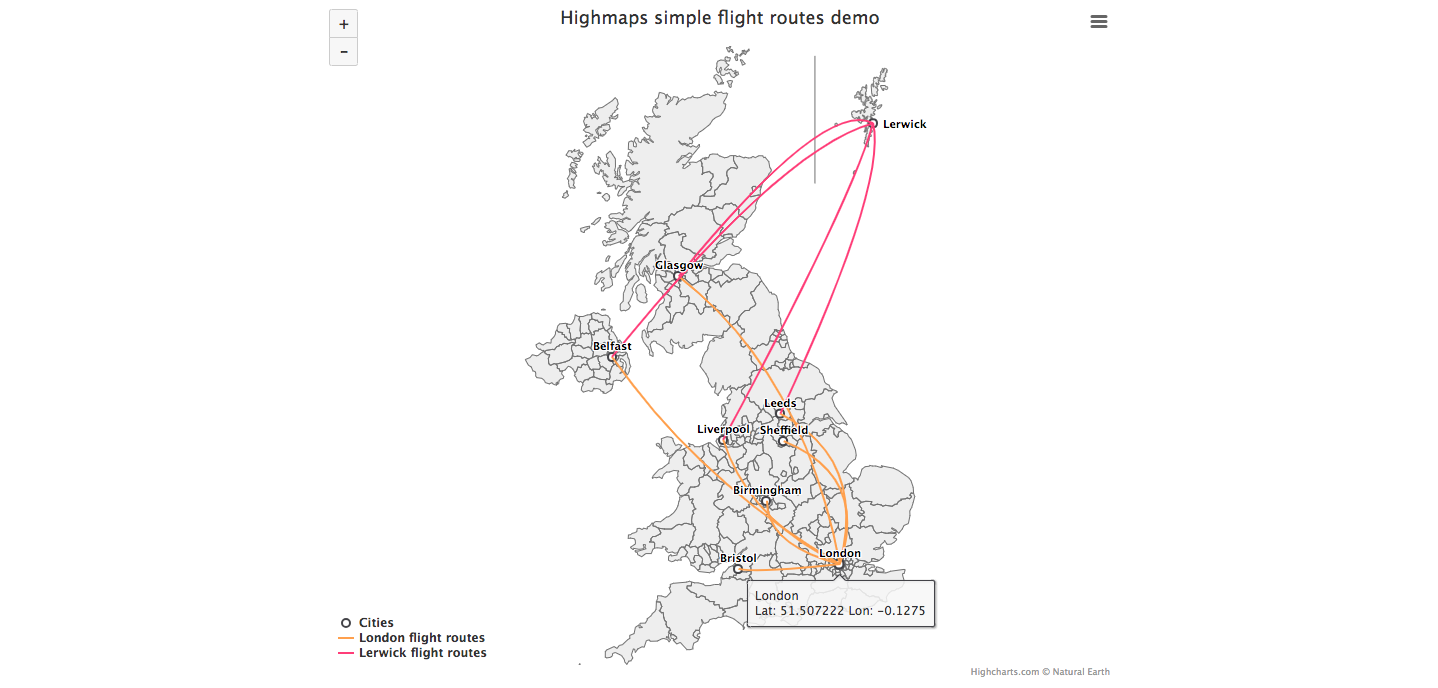 +
Highmaps simple flight routes demo
-
Lerwick
Glasgow
Belfast
Leeds
Liverpool
Sheffield
Birmingham
London
Bristol
London
Lat: 51.507222 Lon: -0.1275
Cities
London flight routes
Lerwick flight routes
Highcharts.com © Natural Earth